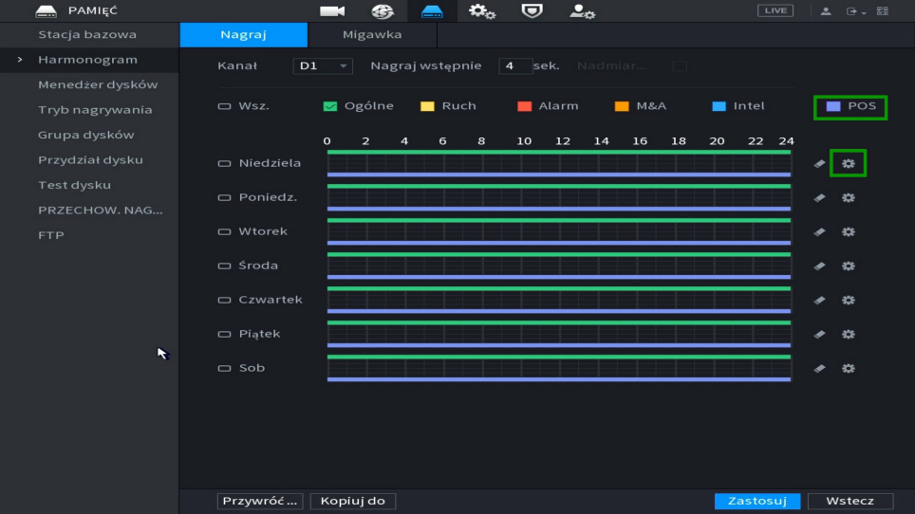 PAMIĘĆ
LIVE
Stacja bazowa
Harmonogram
Menedżer dysków
Tryb nagrywania
Grupa dysków
Przydział dysku
Test dysku
PRZECHOW. NAG...
FTP
Nagraj Migawka
Kanał D1 Nagraj wstępnie 4 sek. Nadmiar...
Wsz. Ogólne Ruch Alarm M&A Intel POS
0 2 4 6 8 10 12 14 16 18 20 22 24
Niedziela
Poniedz.
Wtorek
Środa
Czwartek
Piątek
Sob
Przywróć ... Kopiuj do Zastosuj Wstecz